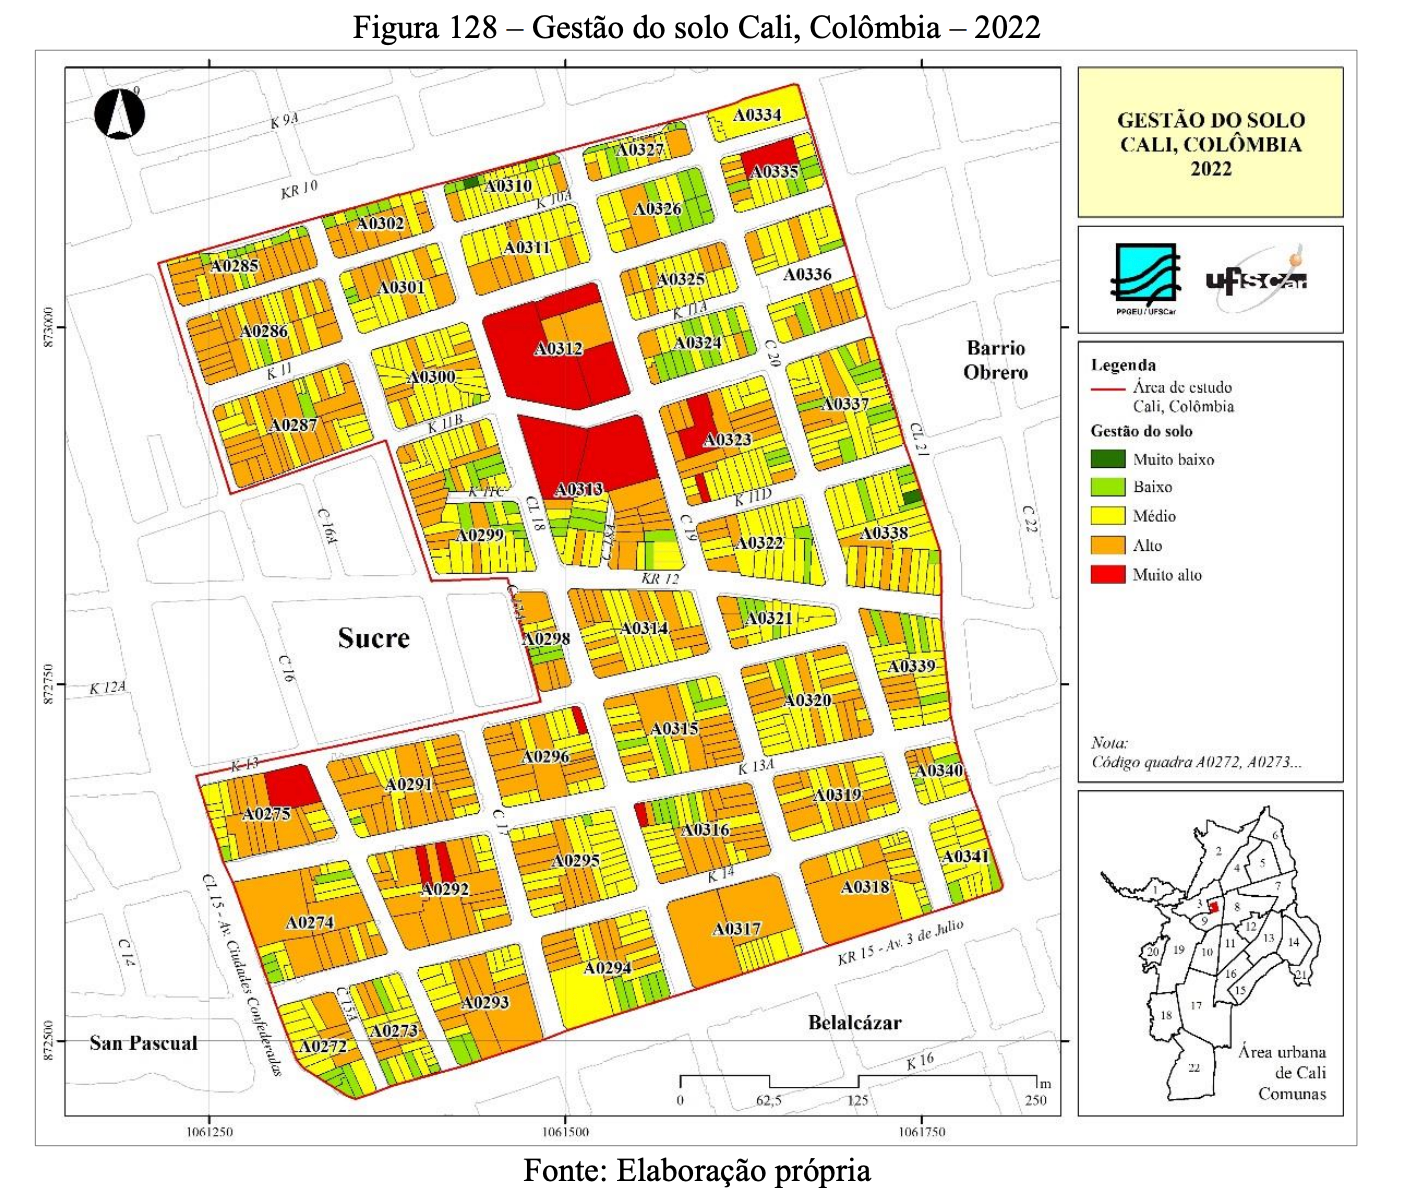 Figura 128 – Gestão do solo Cali, Colômbia – 2022
9
K 9A
KR 10
A0334
A0327
A0335
A0310
K 10A
A0326
A0302
A0311
A0285
A0336
A0325
A0301
K 11A
A0286
A0324
A0312
C 20
K 11
A0300
A0337
K 11B
A0287
A0323
CL 21
A0313
K 11C
K 11D
CL 18
C 19
C 18A
C 16A
C 22
A0299
A0322
A0338
KR 12
Barrio
Obrero
Sucre
A0298
A0314
A0321
C 16
A0339
K 12A
A0320
A0315
A0296
K 13
K 13A
A0340
A0291
A0319
A0275
C 17
A0316
A0295
A0341
K 14
A0292
A0318
A0274
A0317
CL 15 - Av. Ciudades Confederadas
KR 15 - Av. 3 de Julio
C 14
A0294
A0293
C 15A
A0273
A0272
San Pascual
Belalcázar
K 16
0
62,5
125
250
m
873000
872750
872500
1061250
1061500
1061750
GESTÃO DO SOLO
CALI, COLÔMBIA
2022
PPGEU / UFSCar
ufscar
Legenda
Área de estudo
Cali, Colômbia
Gestão do solo
Muito baixo
Baixo
Médio
Alto
Muito alto
Nota:
Código quadra A0272, A0273...
6
2
5
4
7
1
3
8
9
12
13
14
11
10
19
20
16
21
15
17
18
22
Área urbana
de Cali
Comunas
Fonte: Elaboração própria